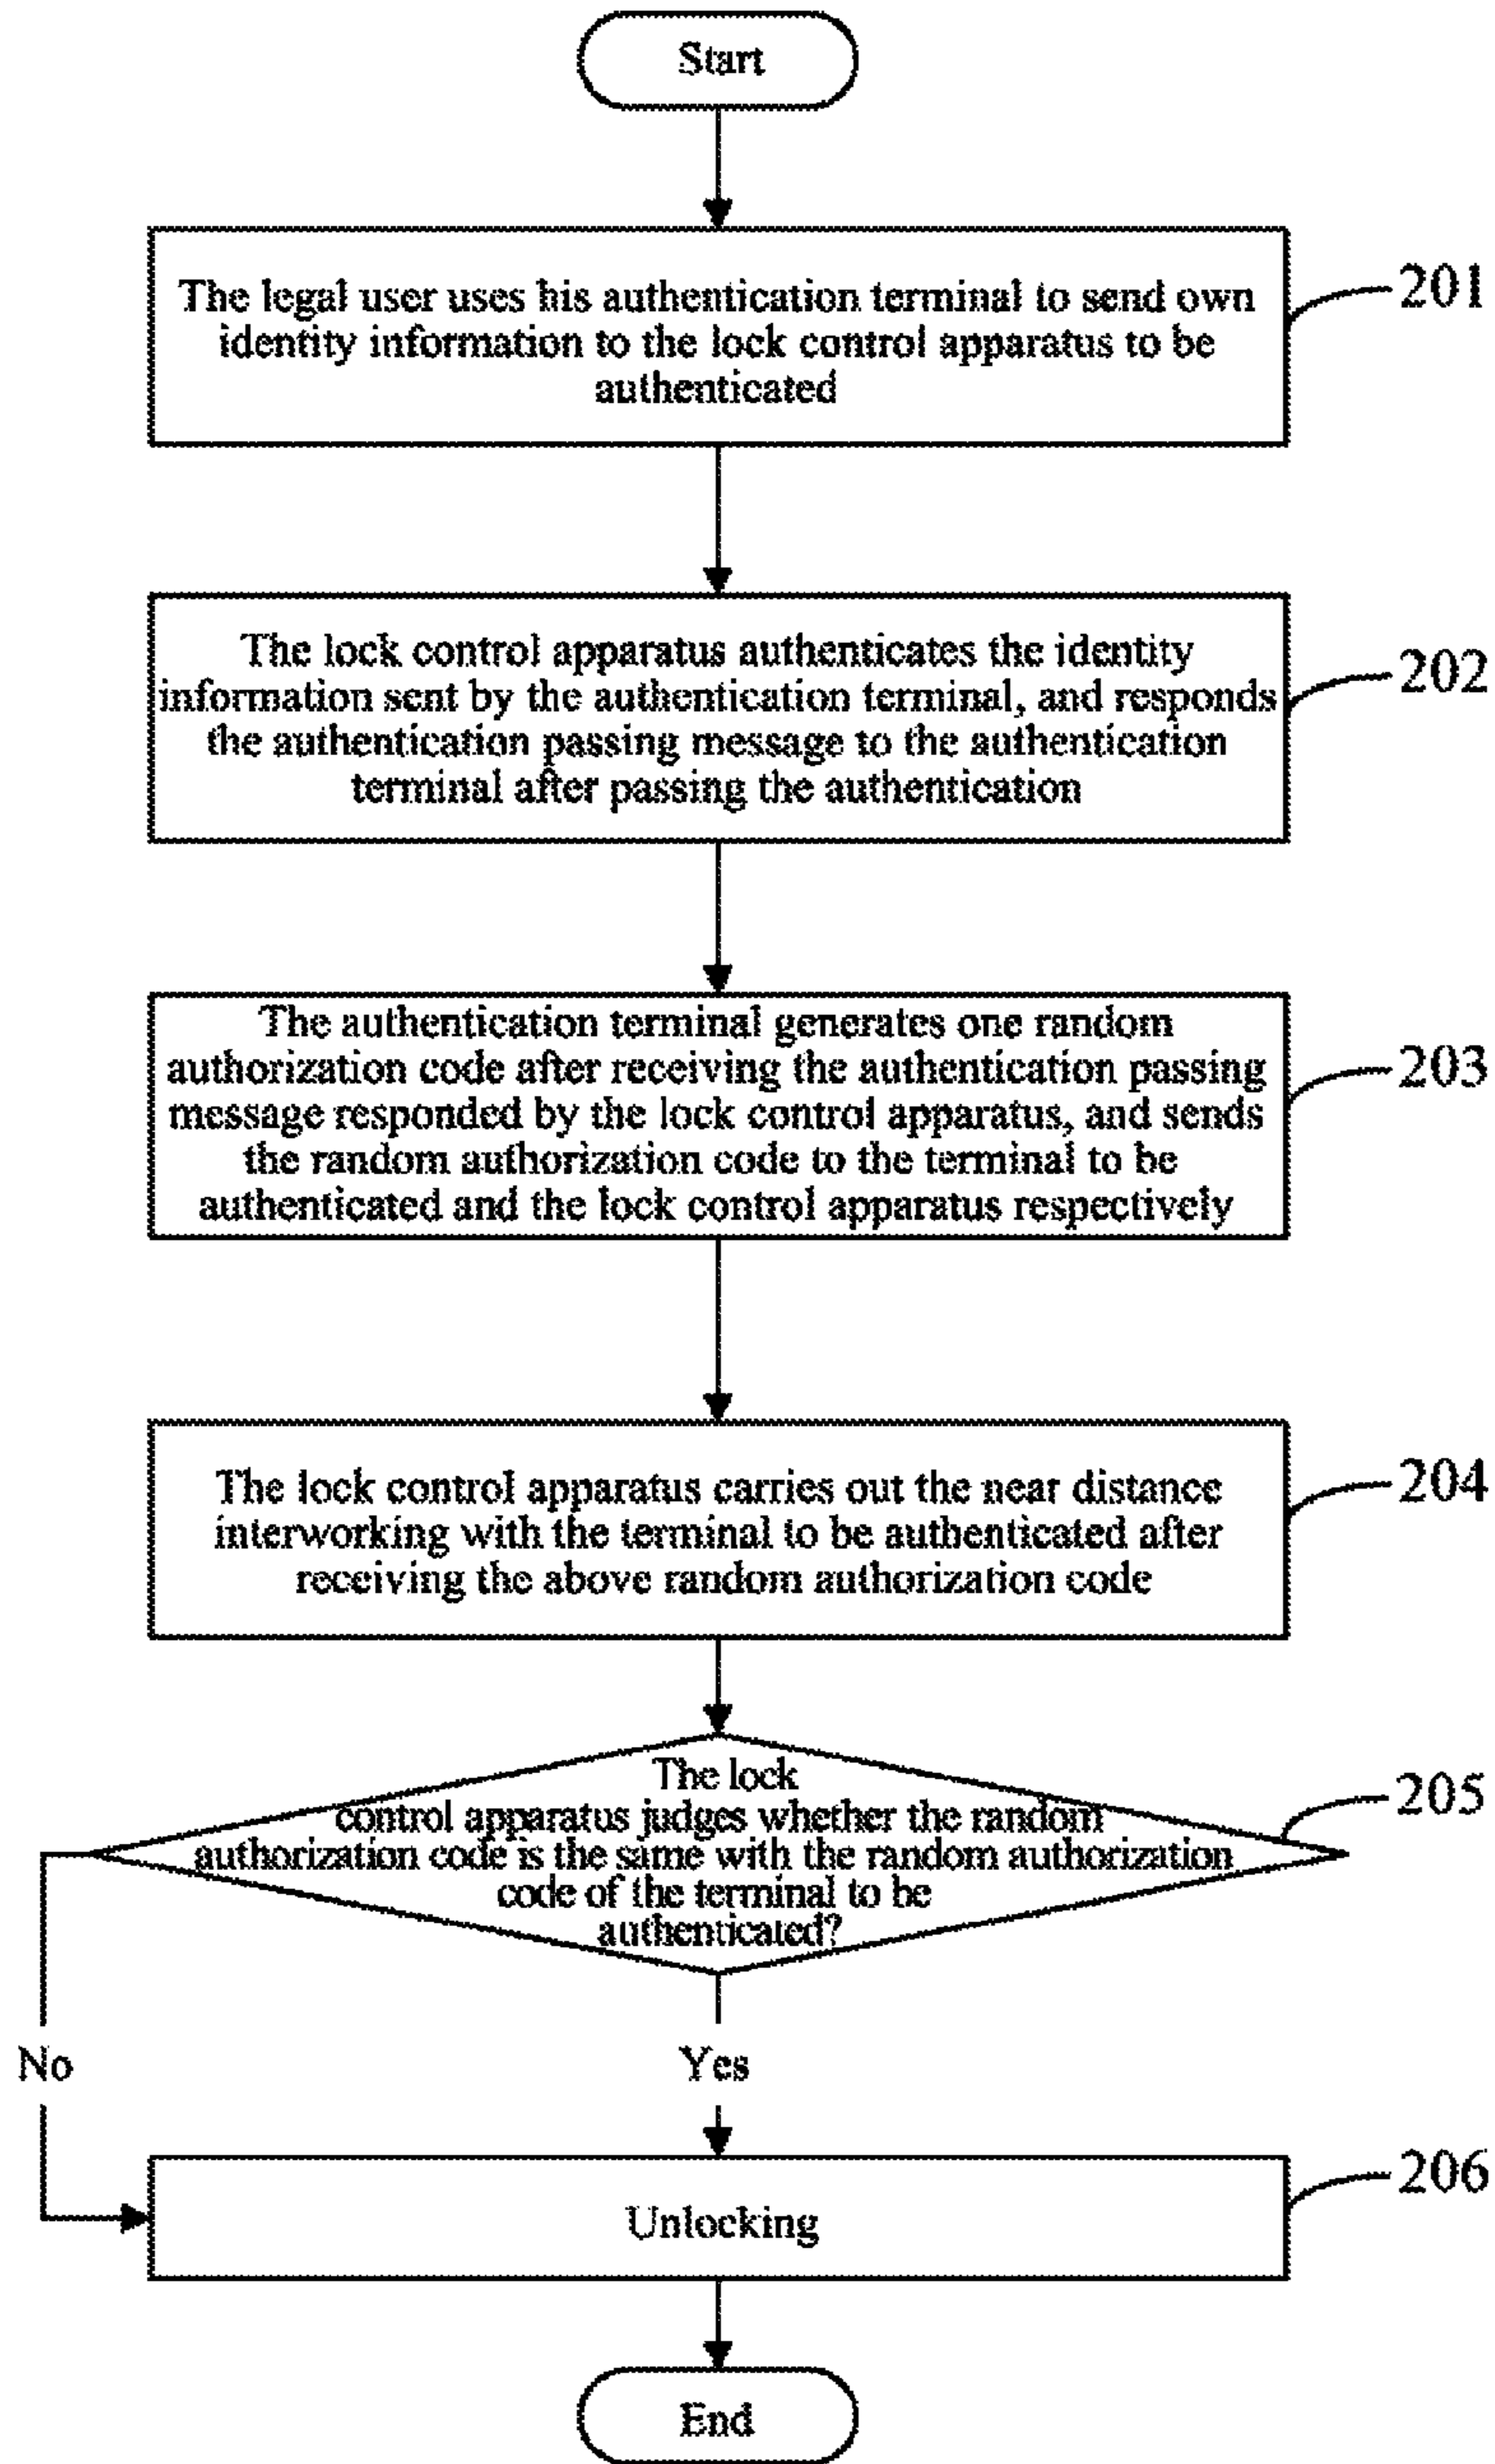 Start
The legal user uses his authentication terminal to send own
identity information to the lock control apparatus to be
authenticated
201
The lock control apparatus authenticates the identity
information sent by the authentication terminal, and responds
the authentication passing message to the authentication
terminal after passing the authentication
202
The authentication terminal generates one random
authorization code after receiving the authentication passing
message responded by the lock control apparatus, and sends
the random authorization code to the terminal to be
authenticated and the lock control apparatus respectively
203
The lock control apparatus carries out the near distance
interworking with the terminal to be authenticated after
receiving the above random authorization code
204
The lock
control apparatus judges whether the random
authorization code is the same with the random authorization
code of the terminal to be
authenticated?
205
No
Yes
Unlocking
206
End